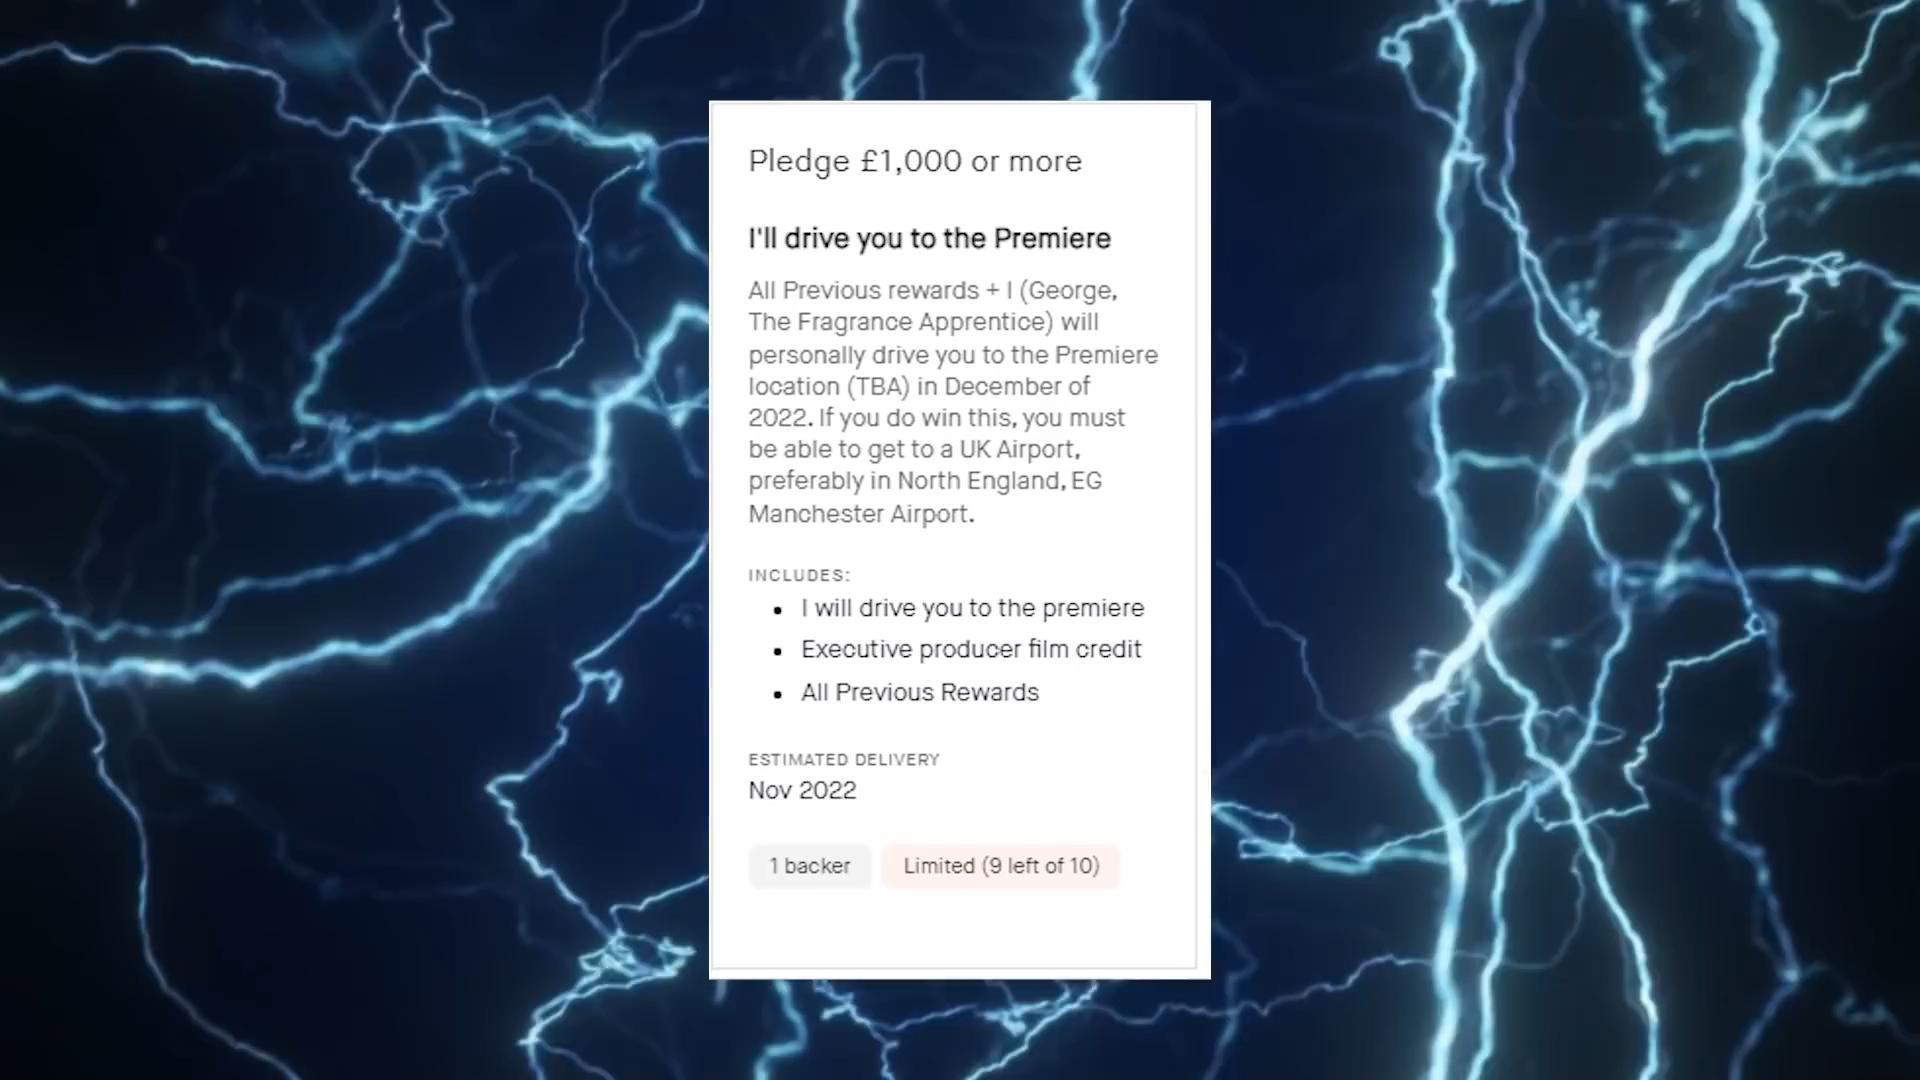 Pledge £1,000 or more
I'll drive you to the Premiere
All Previous rewards + I (George,
The Fragrance Apprentice) will
personally drive you to the Premiere
location (TBA) in December of
2022. If you do win this, you must
be able to get to a UK Airport,
preferably in North England, EG
Manchester Airport.
INCLUDES:
• I will drive you to the premiere
• Executive producer film credit
• All Previous Rewards
ESTIMATED DELIVERY
Nov 2022
1 backer Limited (9 left of 10)